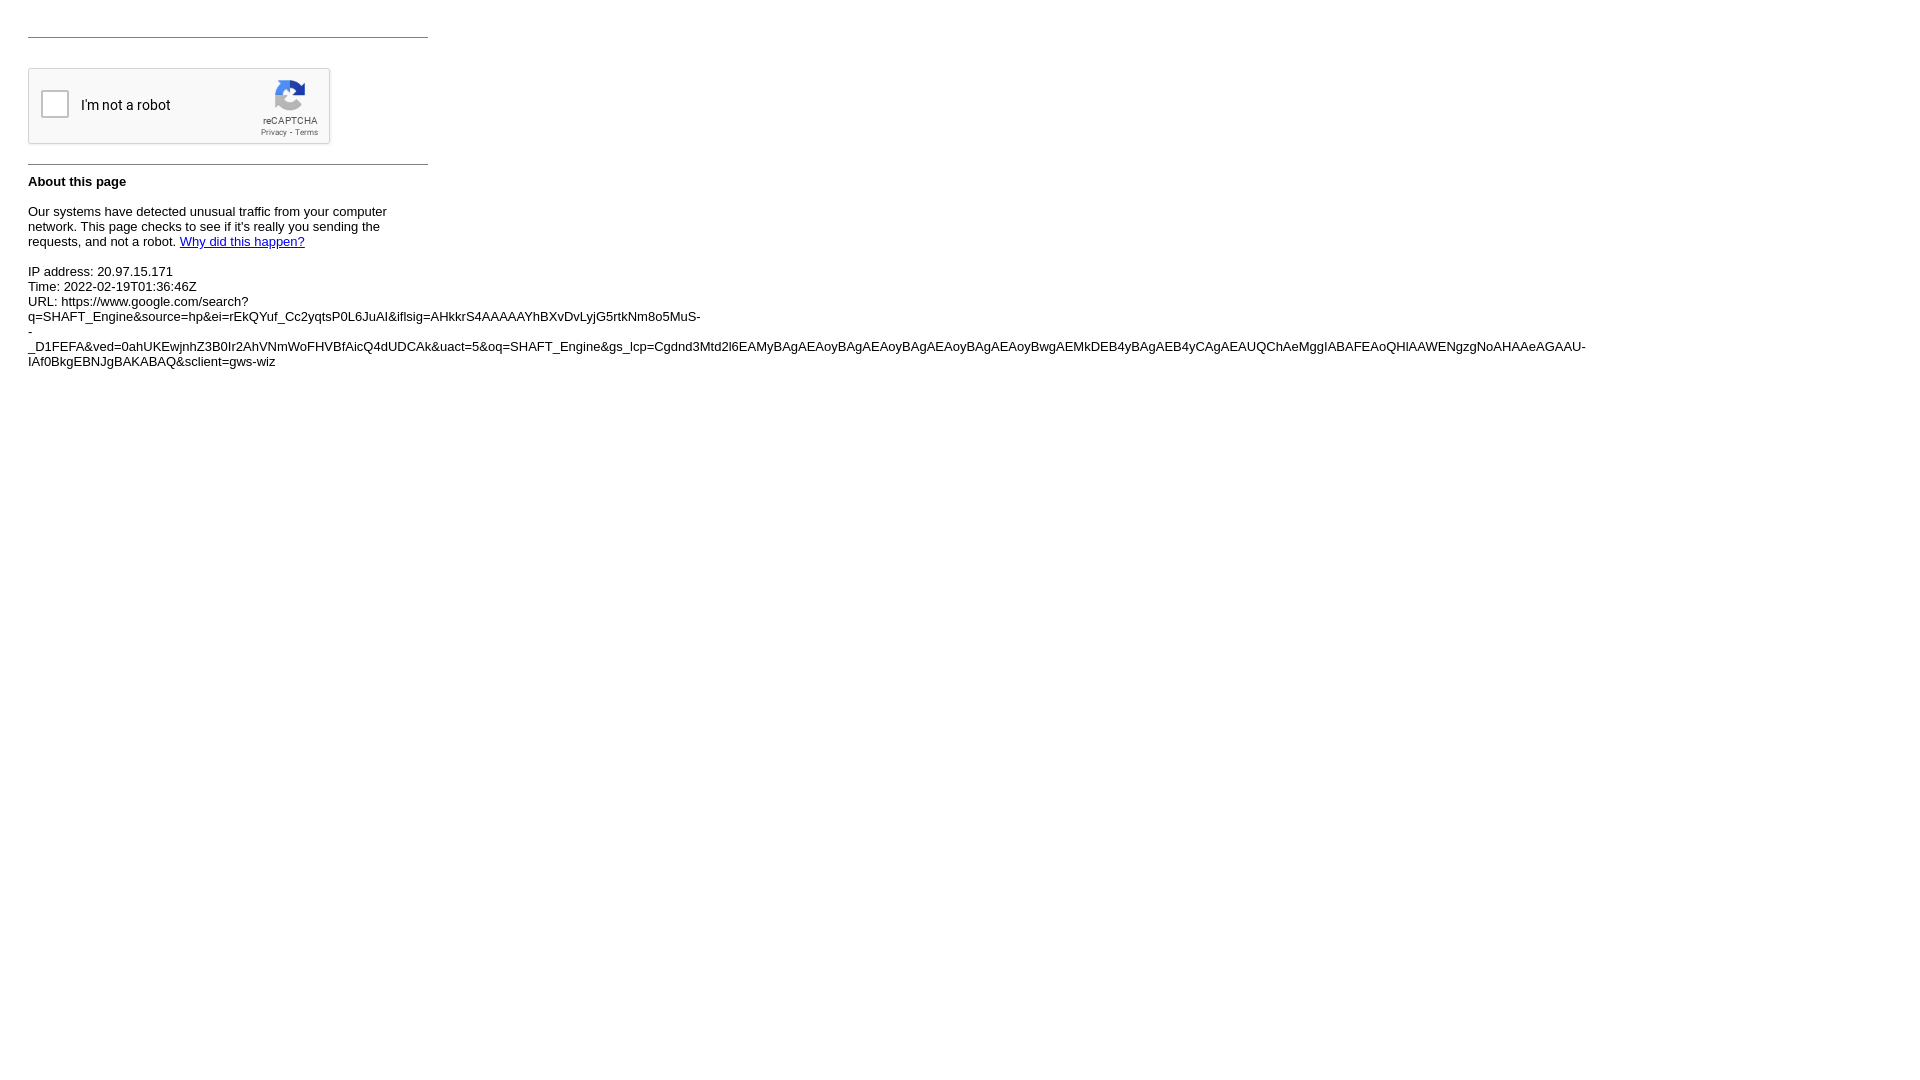 I'm not a robot
reCAPTCHA
Privacy - Terms
About this page
Our systems have detected unusual traffic from your computer
network. This page checks to see if it's really you sending the
requests, and not a robot. Why did this happen?
IP address: 20.97.15.171
Time: 2022-02-19T01:36:46Z
URL: https://www.google.com/search?
q=SHAFT_Engine&source=hp&ei=rEkQYuf_Cc2yqtsP0L6JuAI&iflsig=AHkkrS4AAAAAYhBXvDvLyjG5rtkNm8o5MuS-
-
_D1FEFA&ved=0ahUKEwjnhZ3B0Ir2AhVNmWoFHVBfAicQ4dUDCAk&uact=5&oq=SHAFT_Engine&gs_lcp=Cgdnd3Mtd2l6EAMyBAgAEAoyBAgAEAoyBAgAEAoyBAgAEAoyBwgAEMkDEB4yBAgAEB4yCAgAEAUQChAeMggIABAFEAoQHlAAWENgzgNoAHAAeAGAAU-
IAf0BkgEBNJgBAKABAQ&sclient=gws-wiz